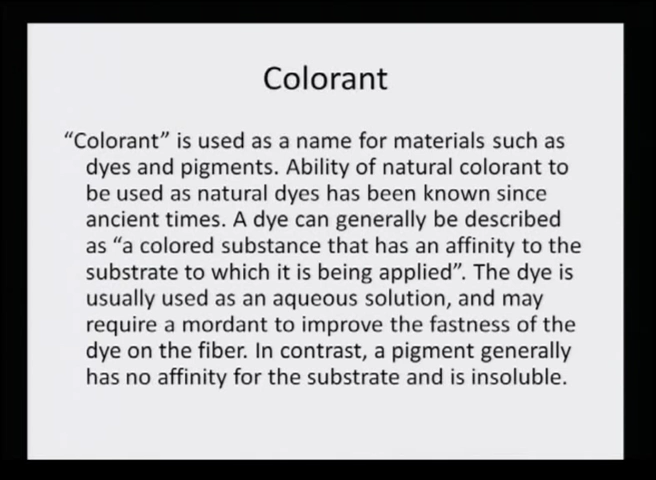 Colorant
“Colorant” is used as a name for materials such as
dyes and pigments. Ability of natural colorant to
be used as natural dyes has been known since
ancient times. A dye can generally be described
as “a colored substance that has an affinity to the
substrate to which it is being applied”. The dye is
usually used as an aqueous solution, and may
require a mordant to improve the fastness of the
dye on the fiber. In contrast, a pigment generally
has no affinity for the substrate and is insoluble.